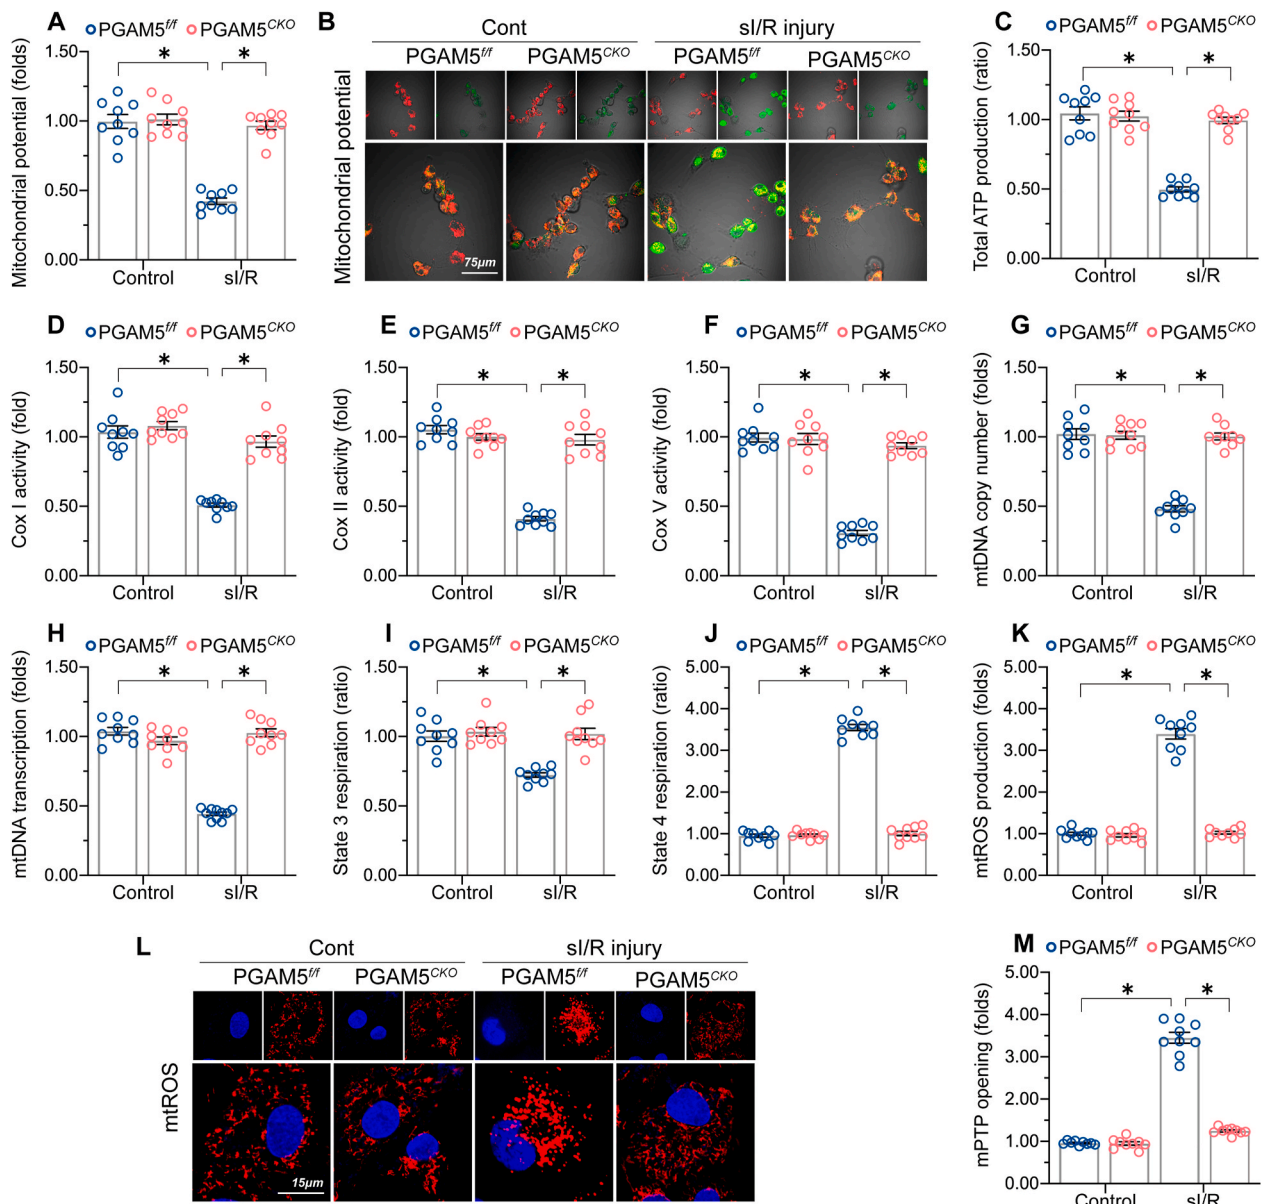 A PGAM5f/f PGAM5CKO
Mitochondrial potential (folds)
1.50
1.00
0.50
0.00
*
*
Control sI/R
B Cont sI/R injury
PGAM5f/f PGAM5CKO PGAM5f/f PGAM5CKO
Mitochondrial potential
75µm
C PGAM5f/f PGAM5CKO
Total ATP production (ratio)
1.50
1.00
0.50
0.00
*
*
Control sI/R
D PGAM5f/f PGAM5CKO
Cox I activity (fold)
1.50
1.00
0.50
0.00
*
*
Control sI/R
E PGAM5f/f PGAM5CKO
Cox II activity (fold)
1.50
1.00
0.50
0.00
*
*
Control sI/R
F PGAM5f/f PGAM5CKO
Cox V activity (fold)
1.50
1.00
0.50
0.00
*
*
Control sI/R
G PGAM5f/f PGAM5CKO
mtDNA copy number (folds)
1.50
1.00
0.50
0.00
*
*
Control sI/R
H PGAM5f/f PGAM5CKO
mtDNA transcription (folds)
1.50
1.00
0.50
0.00
*
*
Control sI/R
I PGAM5f/f PGAM5CKO
State 3 respiration (ratio)
1.50
1.00
0.50
0.00
*
*
Control sI/R
J PGAM5f/f PGAM5CKO
State 4 respiration (ratio)
5.00
4.00
3.00
2.00
1.00
0.00
*
*
Control sI/R
K PGAM5f/f PGAM5CKO
mtROS production (folds)
5.00
4.00
3.00
2.00
1.00
0.00
*
*
Control sI/R
L Cont sI/R injury
PGAM5f/f PGAM5CKO PGAM5f/f PGAM5CKO
mtROS
15µm
M PGAM5f/f PGAM5CKO
mPTP opening (folds)
5.00
4.00
3.00
2.00
1.00
0.00
*
*
Control sI/R